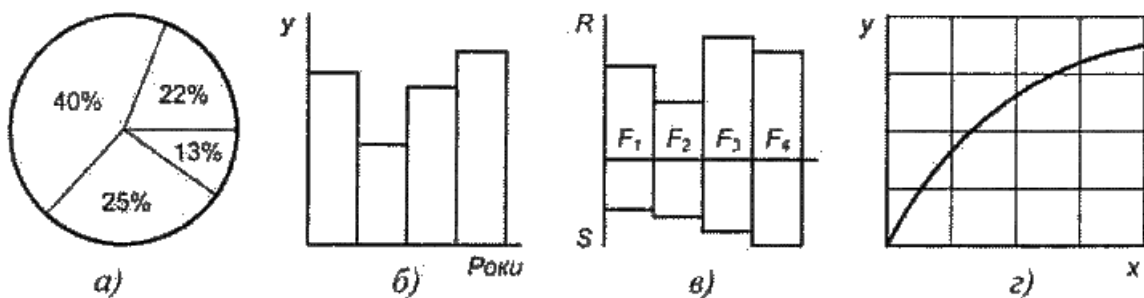 40%
22%
13%
25%
а)
У
Роки
б)
R
F₁
F₂
F₃
F₄
S
в)
У
х
г)